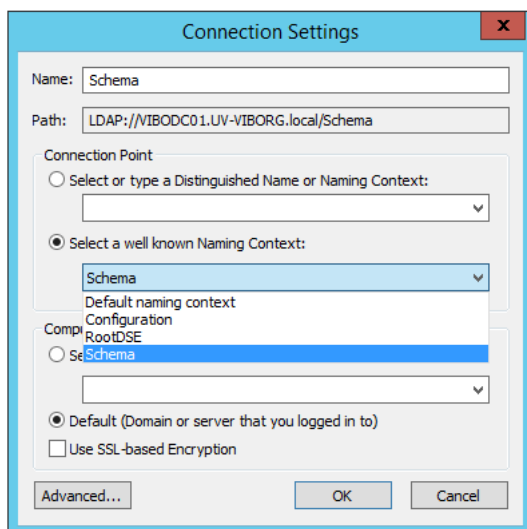 Connection Settings
x
Name: Schema
Path: LDAP://VIBODC01.UV-VIBORG.local/Schema
Connection Point
Select or type a Distinguished Name or Naming Context:
Select a well known Naming Context:
Schema
Default naming context
Configuration
RootDSE
Schema
Default (Domain or server that you logged in to)
Use SSL-based Encryption
Advanced...
OK
Cancel